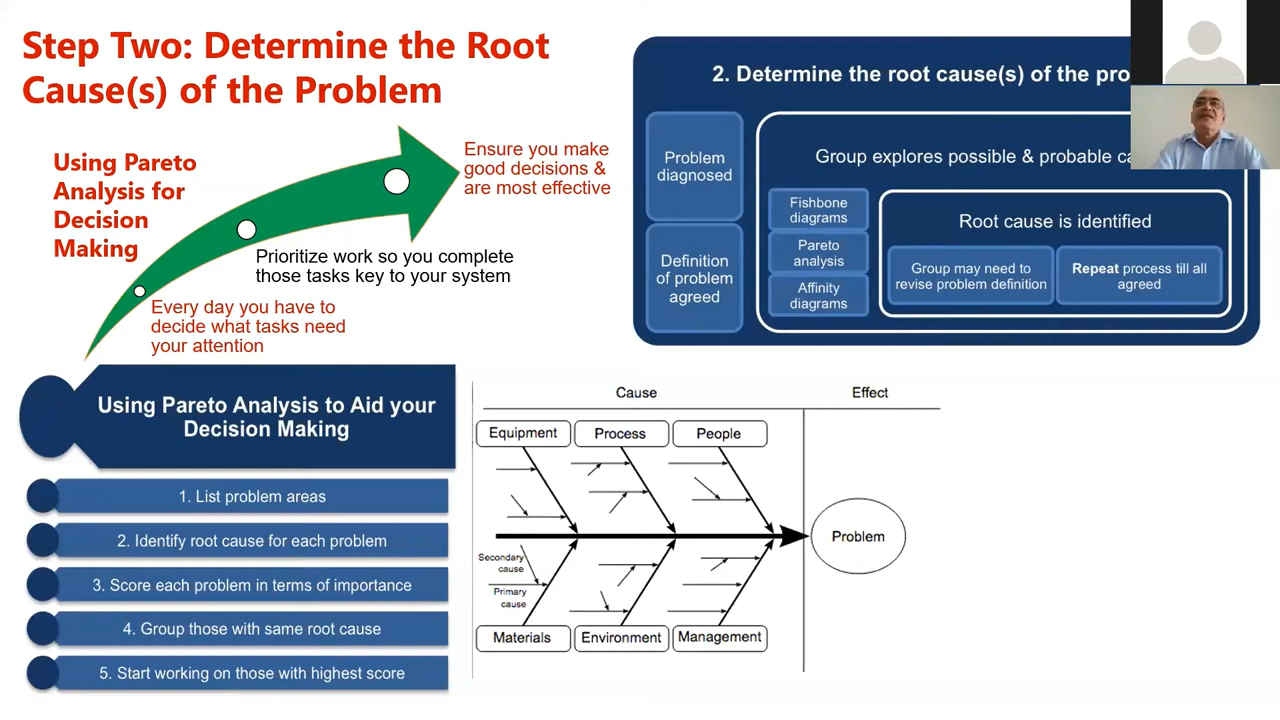 Step Two: Determine the Root
Cause(s) of the Problem
Using Pareto
Analysis for
Decision
Making
Ensure you make
good decisions &
are most effective
Prioritize work so you complete
those tasks key to your system
Every day you have to
decide what tasks need
your attention
Using Pareto Analysis to Aid your
Decision Making
1. List problem areas
2. Identify root cause for each problem
3. Score each problem in terms of importance
4. Group those with same root cause
5. Start working on those with highest score
2. Determine the root cause(s) of the
Problem
diagnosed
Definition
of problem
agreed
Group explores possible & probable
Fishbone
diagrams
Pareto
analysis
Affinity
diagrams
Root cause is identified
Group may need to
revise problem definition
Repeat process till all
agreed
Cause
Effect
Equipment
Process
People
Secondary
cause
Primary
cause
Problem
Materials
Environment
Management